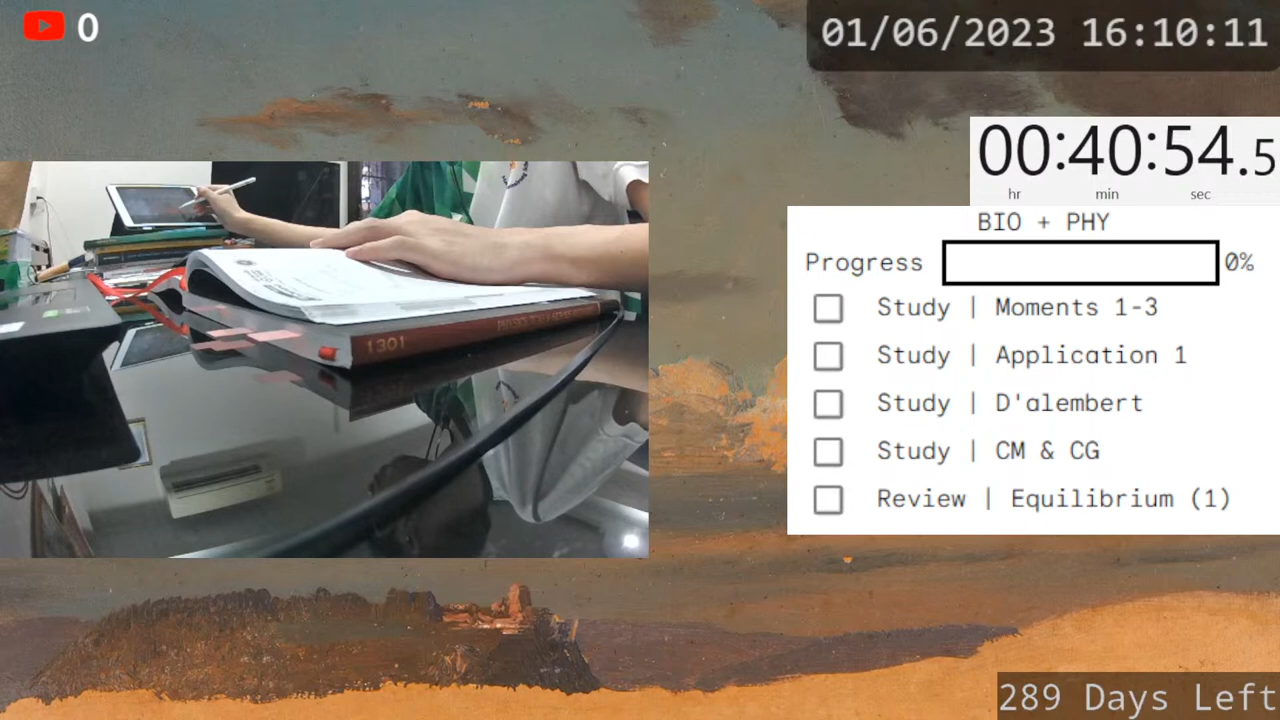 0
01/06/2023 16:10:11
00:40:54.5
hr min sec
BIO + PHY
Progress 0%
Study | Moments 1-3
Study | Application 1
Study | D'alembert
Study | CM & CG
Review | Equilibrium (1)
1301
289 Days Left